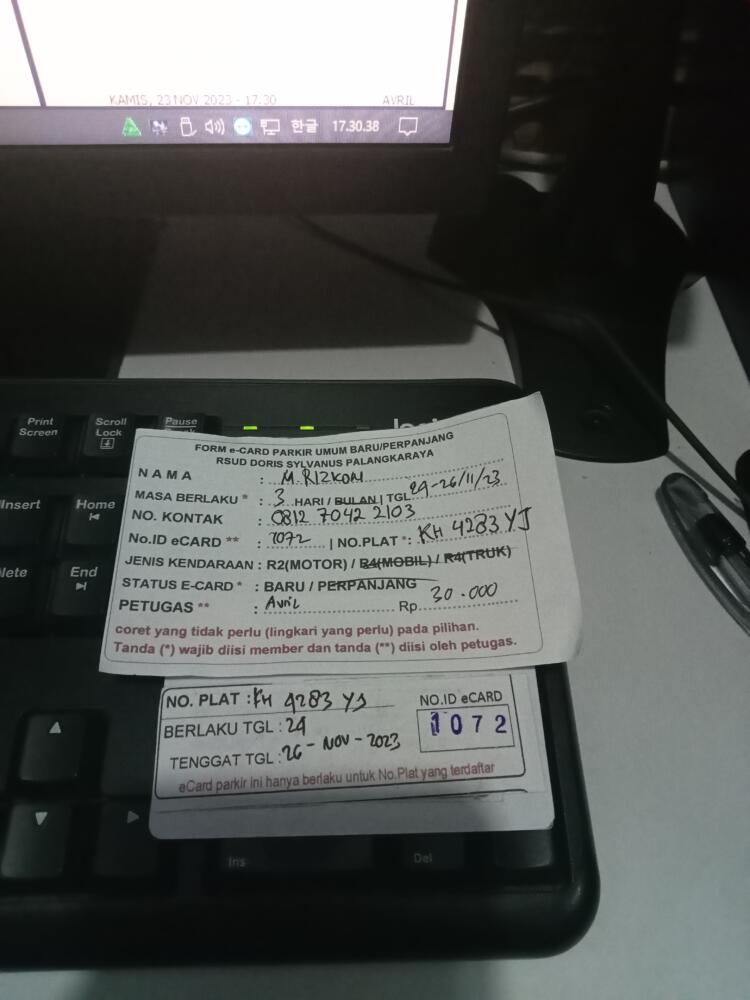 KAMIS, 23 NOV 2023 - 17.30 AVRIL
한글 17.30.38
Print Screen
Scroll Lock
Pause
Insert
Home
End
FORM e-CARD PARKIR UMUM BARU/PERPANJANG
RSUD DORIS SYLVANUS PALANGKARAYA
NAMA : M. RIZKON
MASA BERLAKU * : 3 HARI / BULAN | TGL 24-26/11/23
NO. KONTAK : 0812 7042 2103
No.ID eCARD ** : 1072 | NO.PLAT *: KH 4283 YJ
JENIS KENDARAAN : R2(MOTOR) / R4(MOBIL) / R4(TRUK)
STATUS E-CARD * : BARU / PERPANJANG
PETUGAS ** : Avril Rp 30.000
coret yang tidak perlu (lingkari yang perlu) pada pilihan.
Tanda (*) wajib diisi member dan tanda (**) diisi oleh petugas.
NO. PLAT : KH 4283 YJ NO.ID eCARD
BERLAKU TGL : 24 1072
TENGGAT TGL : 26 - NOV - 2023
eCard parkir ini hanya berlaku untuk No.Plat yang terdaftar
Ins Del